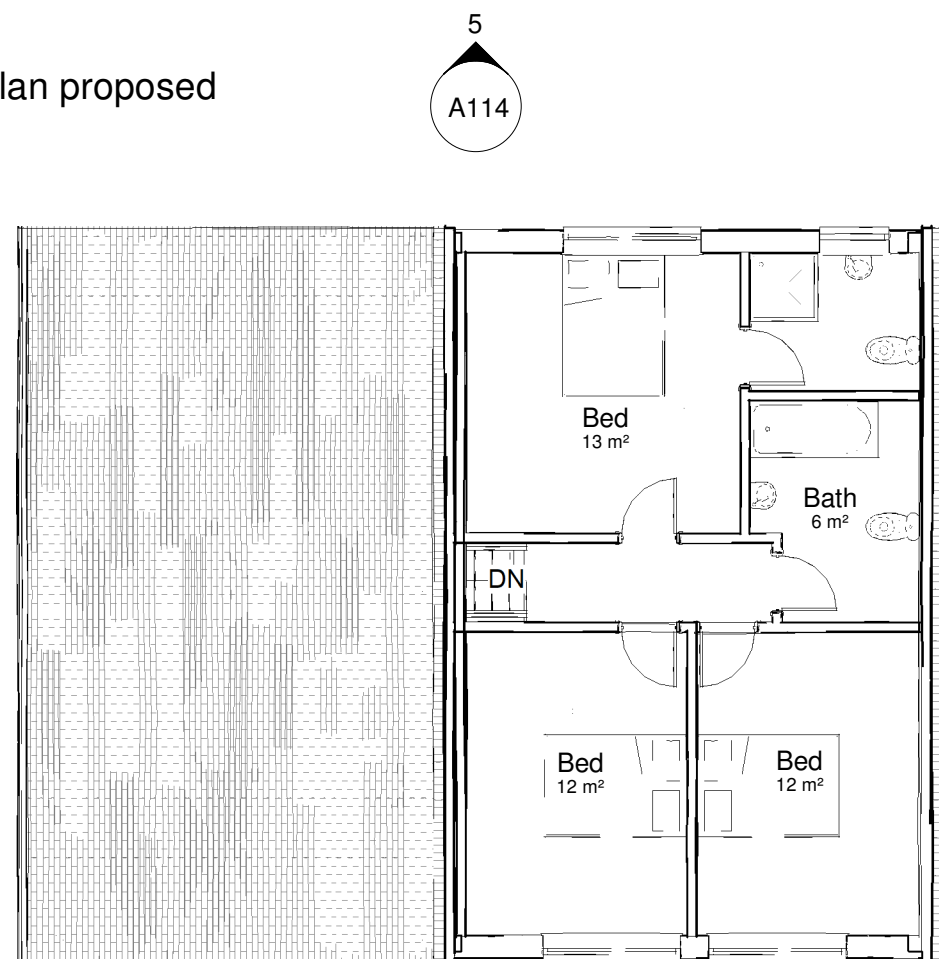 5
lan proposed
A114
Bed
13 m²
Bath
6 m²
DN
Bed
12 m²
Bed
12 m²